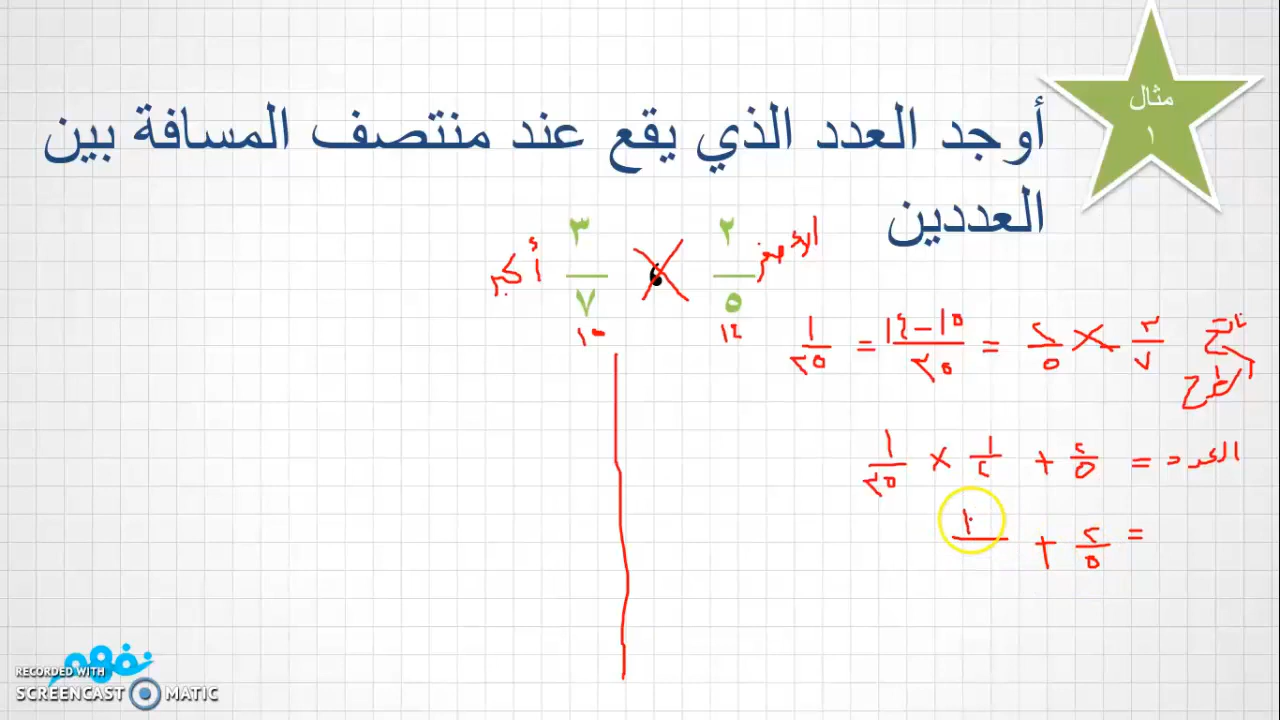 مثال
١
أوجد العدد الذي يقع عند منتصف المسافة بين
العددين
٢/٥ ، ٣/٧
الأصغر
أكبر
١٤
١٥
ناتج الطرح ٣/٧ - ٢/٥ = (١٥ - ١٤)/٣٥ = ١/٣٥
العدد = ٢/٥ + ١/٢ × ١/٣٥
= ٢/٥ + ١
نفهم
RECORDED WITH
SCREENCAST MATIC